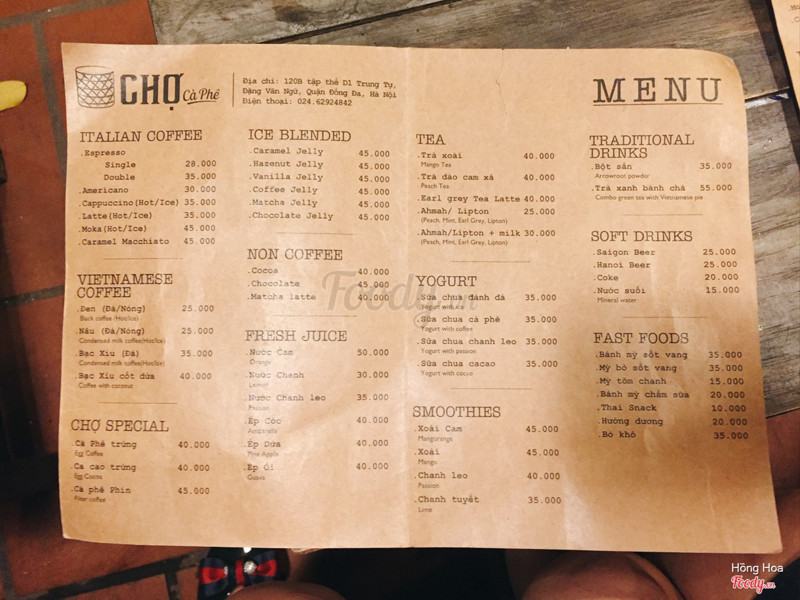 CHỢ Cà Phê
Địa chỉ: 120B tập thể D1 Trung Tự,
Đặng Văn Ngữ, Quận Đống Đa, Hà Nội
Điện thoại: 024.62924842
MENU
ITALIAN COFFEE
.Espresso
Single 28.000
Double 35.000
.Americano 30.000
.Cappuccino(Hot/Ice) 35.000
.Latte(Hot/Ice) 35.000
.Moka(Hot/Ice) 45.000
.Caramel Macchiato 45.000
VIETNAMESE
COFFEE
.Đen (Đá/Nóng) 25.000
Back coffee (Hot/Ice)
.Nâu (Đá/Nóng) 25.000
Condensed milk coffee(Hot/Ice)
.Bạc Xíu (Đá) 35.000
Condensed milk coffee(Hot/Ice)
.Bạc Xíu cốt dừa 40.000
Coffee with coconut
CHỢ SPECIAL
.Cà Phê trứng 40.000
Egg Coffee
.Ca cao trứng 40.000
Egg Cocoa
.Cà phê Phin 45.000
Filter coffee
ICE BLENDED
.Caramel Jelly 45.000
.Hazenut Jelly 45.000
.Vanilla Jelly 45.000
.Coffee Jelly 45.000
.Matcha Jelly 45.000
.Chocolate Jelly 45.000
NON COFFEE
.Cocoa 40.000
.Chocolate 45.000
.Matcha latte 40.000
FRESH JUICE
.Nước Cam 50.000
Orange
.Nước Chanh 30.000
Lemon
.Nước Chanh leo 35.000
Passion
.Ép Cóc 40.000
Ambarella
.Ép Dứa 40.000
Pine Apple
.Ép Ổi 40.000
Guava
TEA
.Trà xoài 40.000
Mango Tea
.Trà đào cam xả 40.000
Peach Tea
.Earl grey Tea Latte 40.000
.Ahmah/ Lipton 25.000
(Peach, Mint, Earl Grey, Lipton)
.Ahmah/Lipton + milk 30.000
(Peach, Mint, Earl Grey, Lipton)
YOGURT
.Sữa chua đánh đá 35.000
Yogurt with ice
.Sữa chua cà phê 35.000
Yogurt with coffee
.Sữa chua chanh leo 35.000
Yogurt with passion
.Sữa chua cacao 35.000
Yogurt with cacao
SMOOTHIES
.Xoài Cam 45.000
Mangorange
.Xoài 45.000
Mango
.Chanh leo 40.000
Passion
.Chanh tuyết 35.000
Lime
TRADITIONAL
DRINKS
.Bột sắn 35.000
Arrowroot powder
.Trà xanh bánh chả 55.000
Combo green tea with Vietnamese pie
SOFT DRINKS
.Saigon Beer 25.000
.Hanoi Beer 25.000
.Coke 20.000
.Nước suối 15.000
Mineral water
FAST FOODS
.Bánh mỳ sốt vang 35.000
.Mỳ bò sốt vang 35.000
.Mỳ tôm chanh 15.000
.Bánh mỳ chấm sữa 20.000
.Thai Snack 10.000
.Hướng dương 20.000
.Bò khô 35.000
Foody.vn
Hồng Hoa
Foody.vn